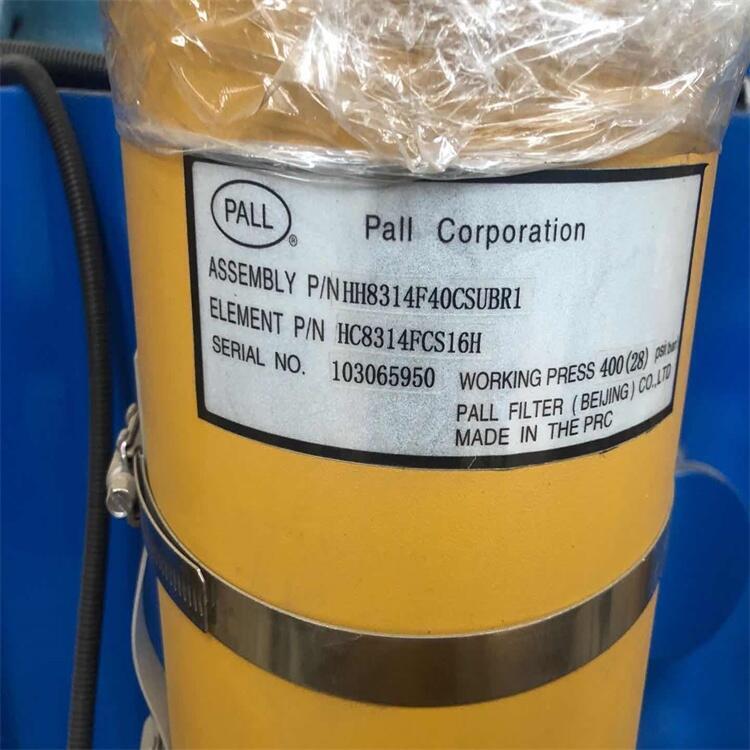 PALL
®
Pall Corporation
ASSEMBLY P/N HH8314F40CSUBR1
ELEMENT P/N HC8314FCS16H
SERIAL NO. 103065950 WORKING PRESS 400(28) psi bar
PALL FILTER (BEIJING) CO.,LTD
MADE IN THE PRC